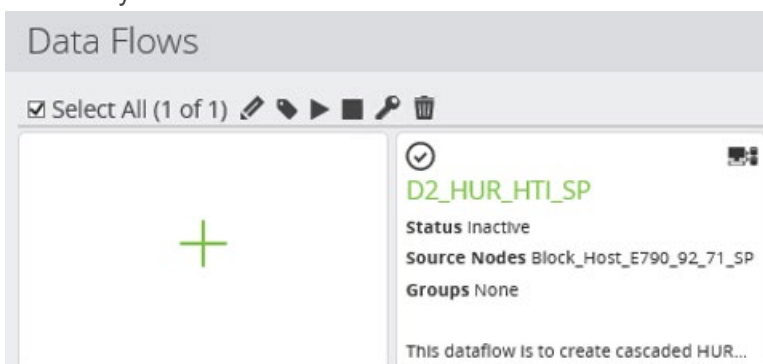 Data Flows
Select All (1 of 1)
D2_HUR_HTI_SP
Status Inactive
Source Nodes Block_Host_E790_92_71_SP
Groups None
This dataflow is to create cascaded HUR...